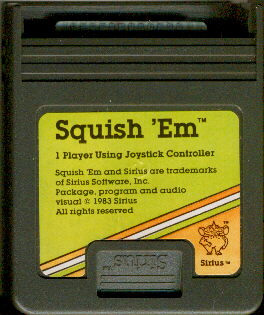 Squish 'Em™
1 Player Using Joystick Controller
Squish 'Em and Sirius are trademarks
of Sirius Software, Inc.
Package, program and audio
visual © 1983 Sirius
All rights reserved
Sirius™
Sirius™